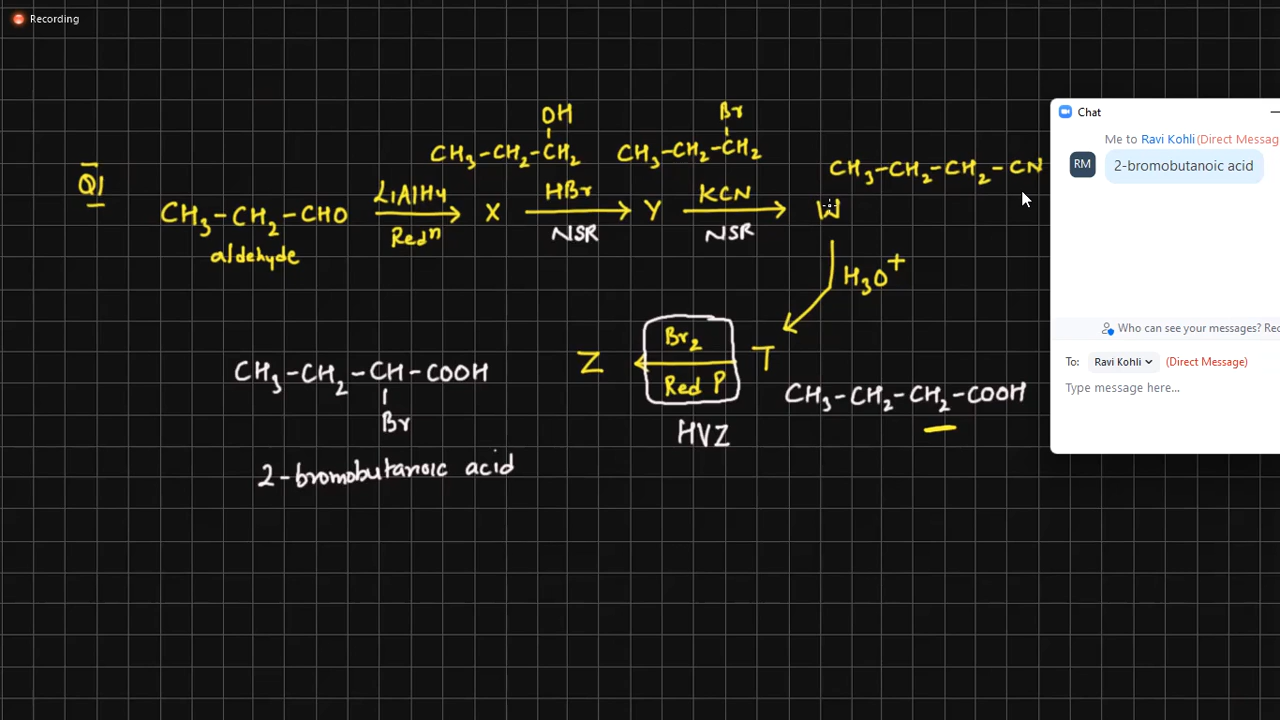 Recording
Q1
CH3-CH2-CHO
aldehyde
LiAlH4
Redⁿ
X
OH
CH3-CH2-CH2
HBr
NSR
Y
Br
CH3-CH2-CH2
KCN
NSR
W
CH3-CH2-CH2-CN
H3O+
T
CH3-CH2-CH2-COOH
Br2
Red P
HVZ
Z
CH3-CH2-CH-COOH
Br
2-bromobutanoic acid
Chat
Me to Ravi Kohli(Direct Messag
RM
2-bromobutanoic acid
Who can see your messages? Rec
To: Ravi Kohli (Direct Message)
Type message here...